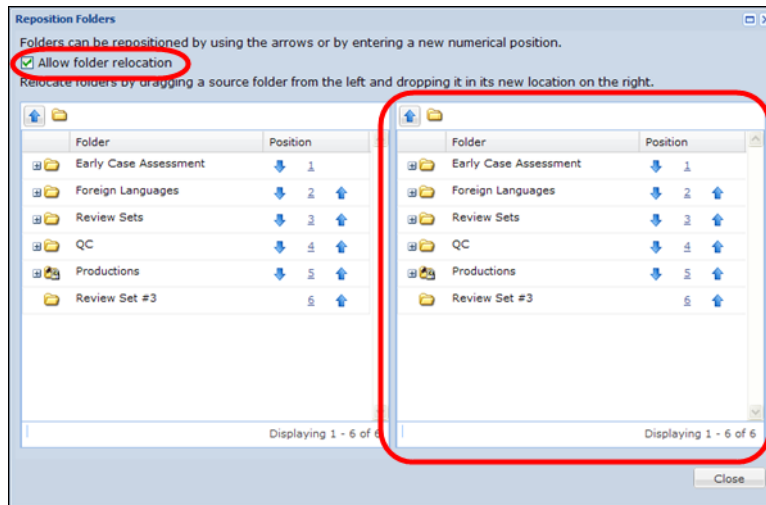 Reposition Folders
Folders can be repositioned by using the arrows or by entering a new numerical position.
Allow folder relocation
Relocate folders by dragging a source folder from the left and dropping it in its new location on the right.
Folder Position
Early Case Assessment 1
Foreign Languages 2
Review Sets 3
QC 4
Productions 5
Review Set #3 6
Displaying 1 - 6 of 6
Folder Position
Early Case Assessment 1
Foreign Languages 2
Review Sets 3
QC 4
Productions 5
Review Set #3 6
Displaying 1 - 6 of 6
Close